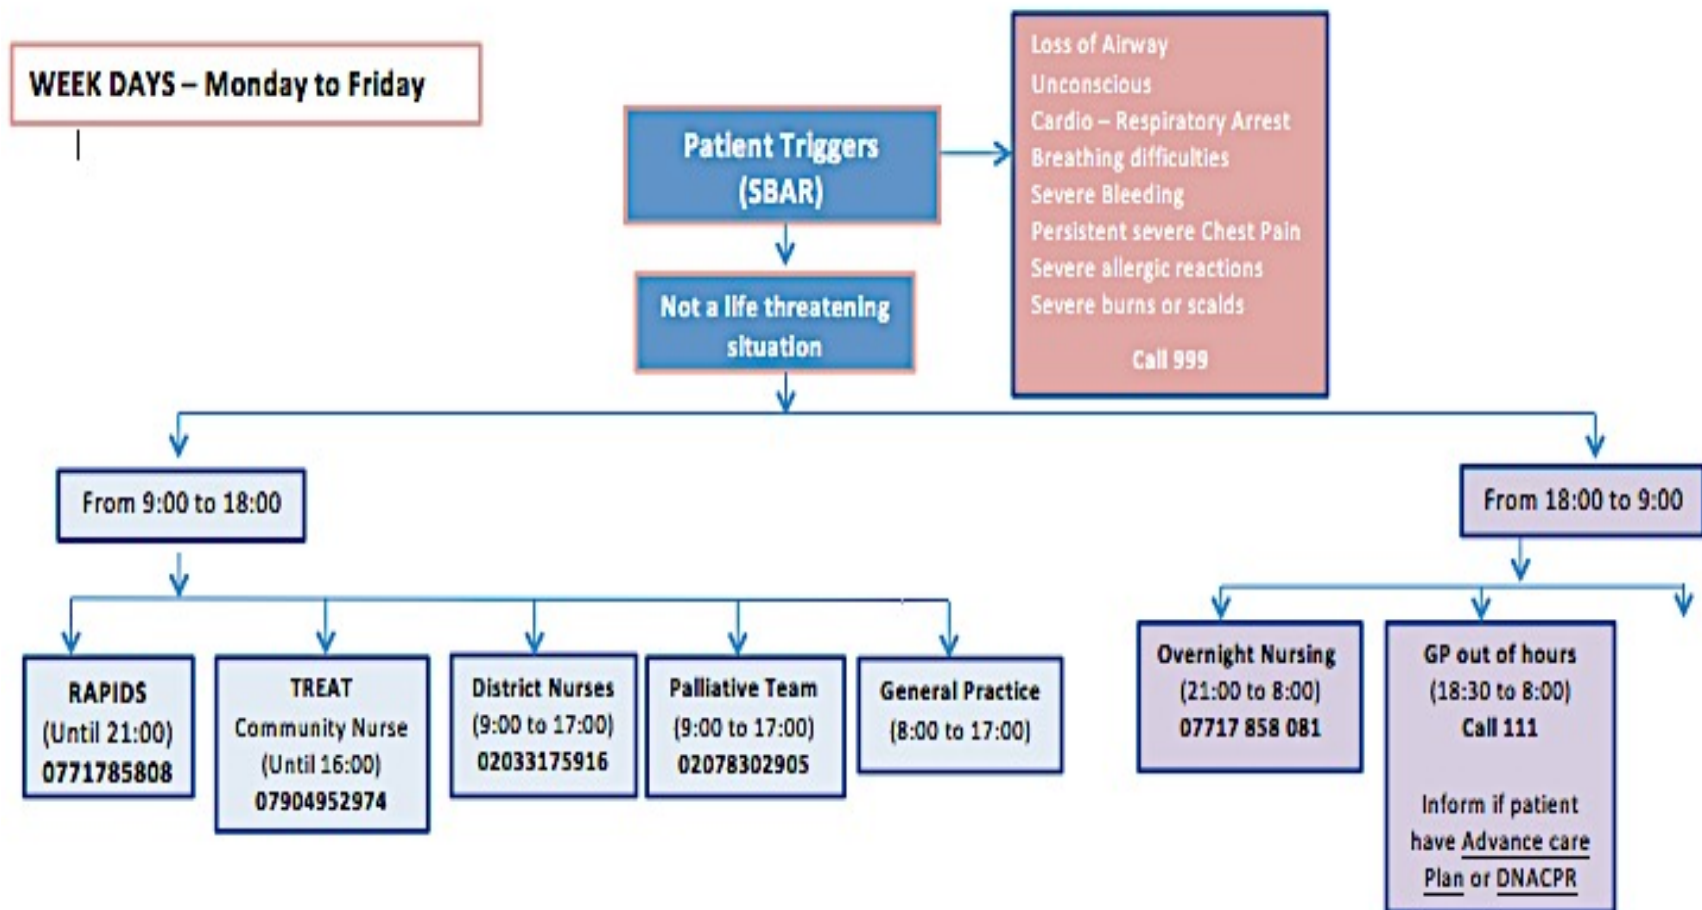 WEEK DAYS – Monday to Friday
Patient Triggers
(SBAR)
Loss of Airway
Unconscious
Cardio – Respiratory Arrest
Breathing difficulties
Severe Bleeding
Persistent severe Chest Pain
Severe allergic reactions
Severe burns or scalds
Call 999
Not a life threatening
situation
From 9:00 to 18:00
From 18:00 to 9:00
RAPIDS
(Until 21:00)
0771785808
TREAT
Community Nurse
(Until 16:00)
07904952974
District Nurses
(9:00 to 17:00)
02033175916
Palliative Team
(9:00 to 17:00)
02078302905
General Practice
(8:00 to 17:00)
Overnight Nursing
(21:00 to 8:00)
07717 858 081
GP out of hours
(18:30 to 8:00)
Call 111
Inform if patient
have Advance care
Plan or DNACPR